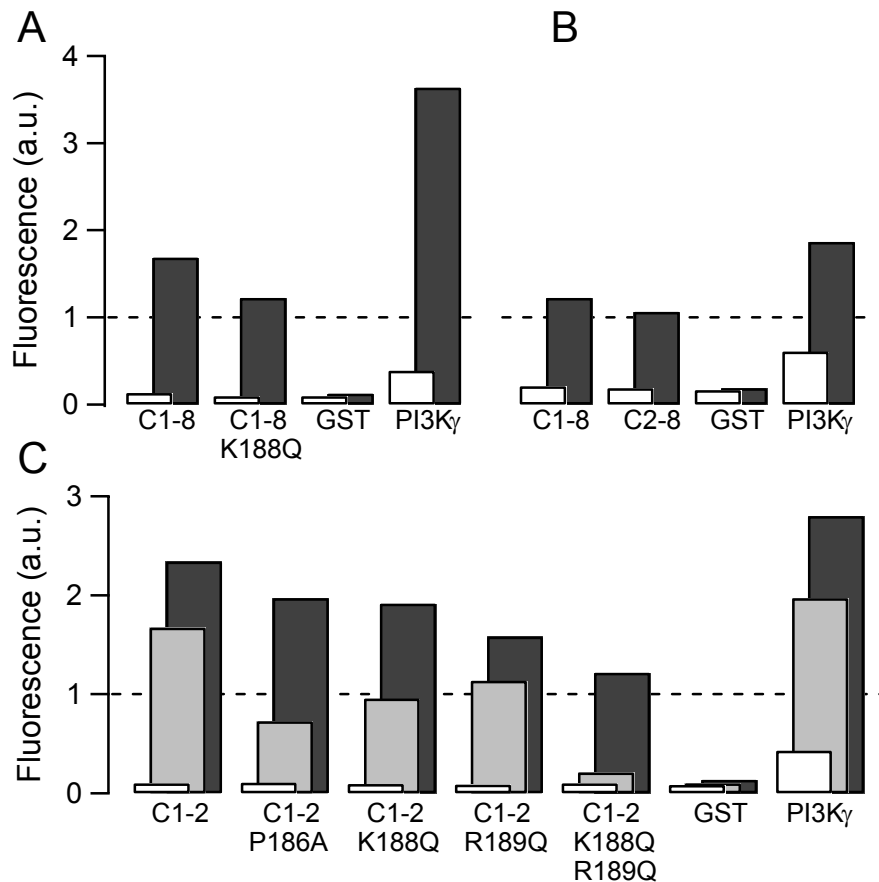 A
B
Fluorescence (a.u.)
4
3
2
1
0
C1-8
C1-8
K188Q
GST
PI3Kγ
C1-8
C2-8
GST
PI3Kγ
C
Fluorescence (a.u.)
3
2
1
0
C1-2
C1-2
P186A
C1-2
K188Q
C1-2
R189Q
C1-2
K188Q
R189Q
GST
PI3Kγ